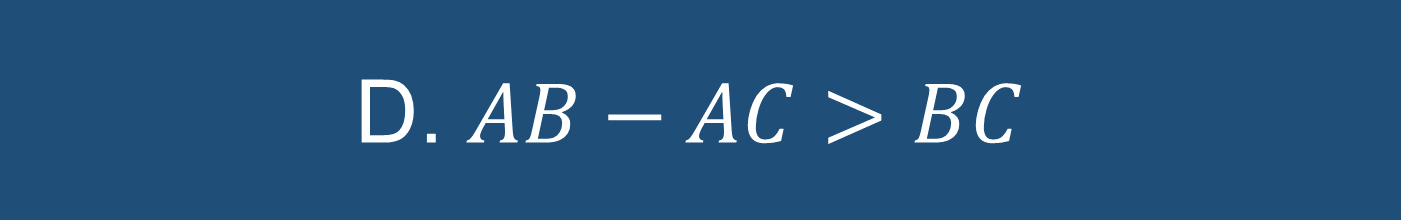 D. AB − AC > BC